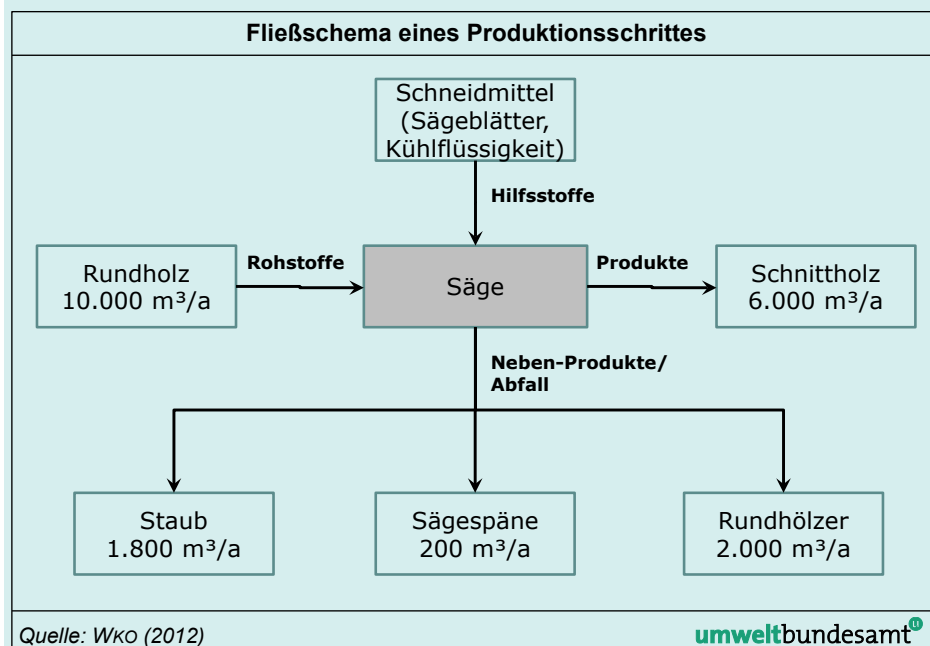 Fließschema eines Produktionsschrittes
Schneidmittel
(Sägeblätter,
Kühlflüssigkeit)
Hilfsstoffe
Rundholz
10.000 m³/a
Rohstoffe
Säge
Produkte
Schnittholz
6.000 m³/a
Neben-Produkte/
Abfall
Staub
1.800 m³/a
Sägespäne
200 m³/a
Rundhölzer
2.000 m³/a
Quelle: WKO (2012)
umweltbundesamt